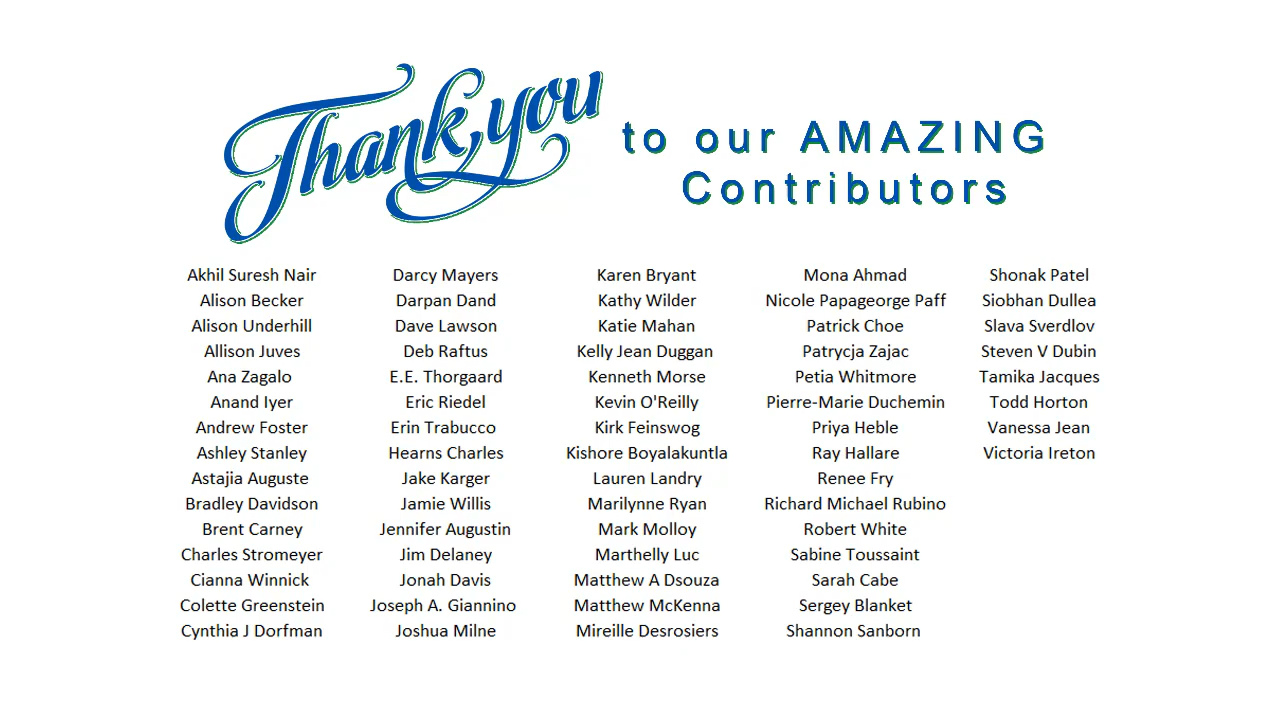 Thank you
to our AMAZING
Contributors
Akhil Suresh Nair
Alison Becker
Alison Underhill
Allison Juves
Ana Zagalo
Anand Iyer
Andrew Foster
Ashley Stanley
Astajia Auguste
Bradley Davidson
Brent Carney
Charles Stromeyer
Cianna Winnick
Colette Greenstein
Cynthia J Dorfman
Darcy Mayers
Darpan Dand
Dave Lawson
Deb Raftus
E.E. Thorgaard
Eric Riedel
Erin Trabucco
Hearns Charles
Jake Karger
Jamie Willis
Jennifer Augustin
Jim Delaney
Jonah Davis
Joseph A. Giannino
Joshua Milne
Karen Bryant
Kathy Wilder
Katie Mahan
Kelly Jean Duggan
Kenneth Morse
Kevin O'Reilly
Kirk Feinswog
Kishore Boyalakuntla
Lauren Landry
Marilynne Ryan
Mark Molloy
Marthelly Luc
Matthew A Dsouza
Matthew McKenna
Mireille Desrosiers
Mona Ahmad
Nicole Papageorge Paff
Patrick Choe
Patrycja Zajac
Petia Whitmore
Pierre-Marie Duchemin
Priya Heble
Ray Hallare
Renee Fry
Richard Michael Rubino
Robert White
Sabine Toussaint
Sarah Cabe
Sergey Blanket
Shannon Sanborn
Shonak Patel
Siobhan Dullea
Slava Sverdlov
Steven V Dubin
Tamika Jacques
Todd Horton
Vanessa Jean
Victoria Ireton